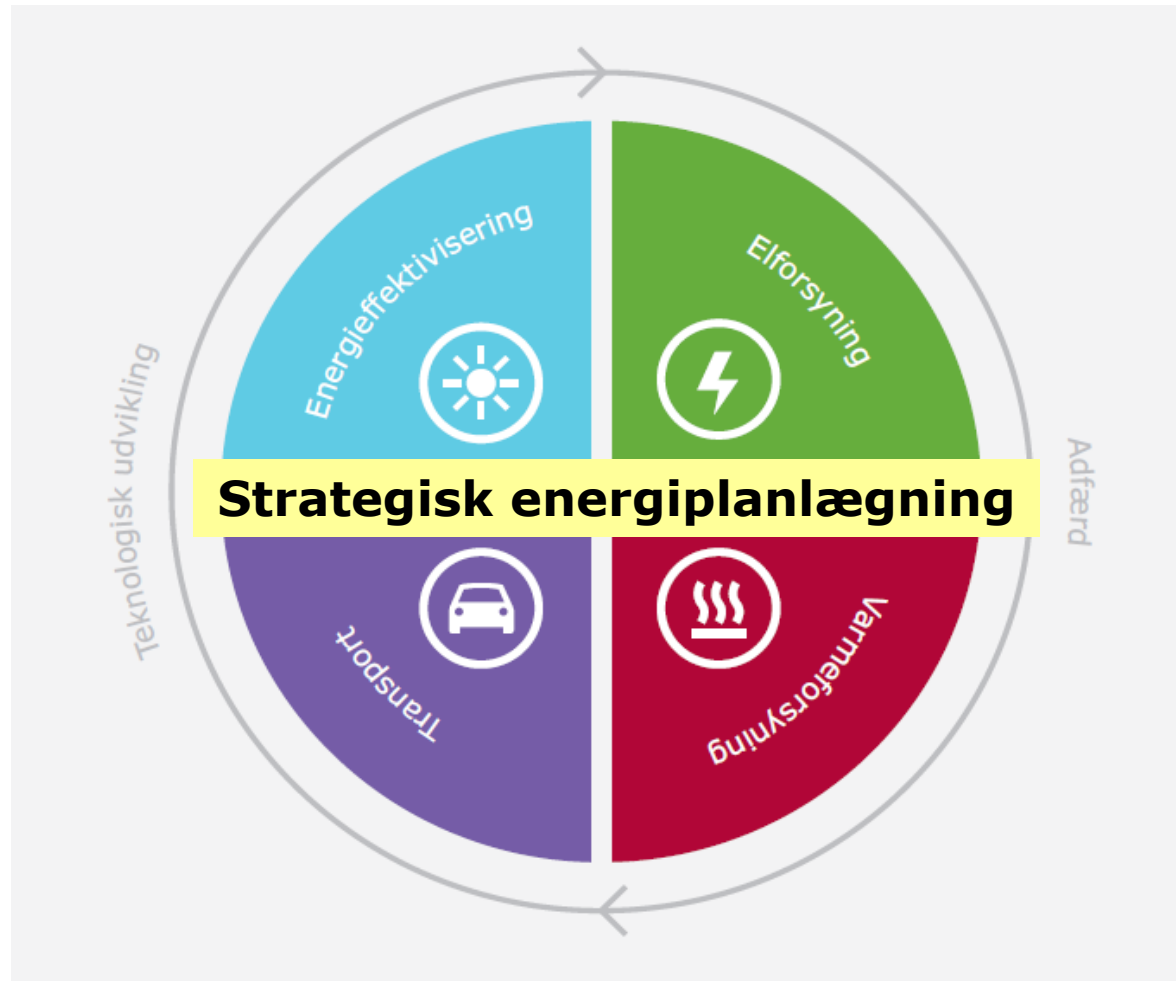 Energieffektivisering
Elforsyning
Teknologisk udvikling
Strategisk energiplanlægning
Adfærd
Transport
Varmeforsyning